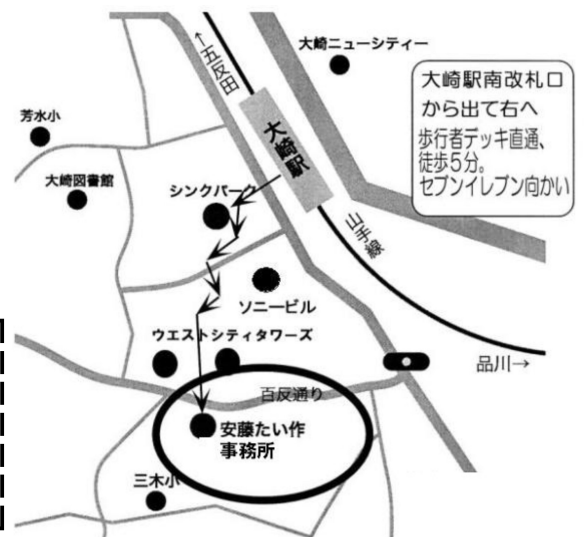 大崎ニューシティー
←五反田
大崎駅南改札口
から出て右へ
歩行者デッキ直通、
徒歩5分。
セブンイレブン向かい
芳水小
大崎駅
大崎図書館
シンクパーク
山手線
ソニービル
ウエストシティタワーズ
品川→
百反通り
安藤たい作
事務所
三木小